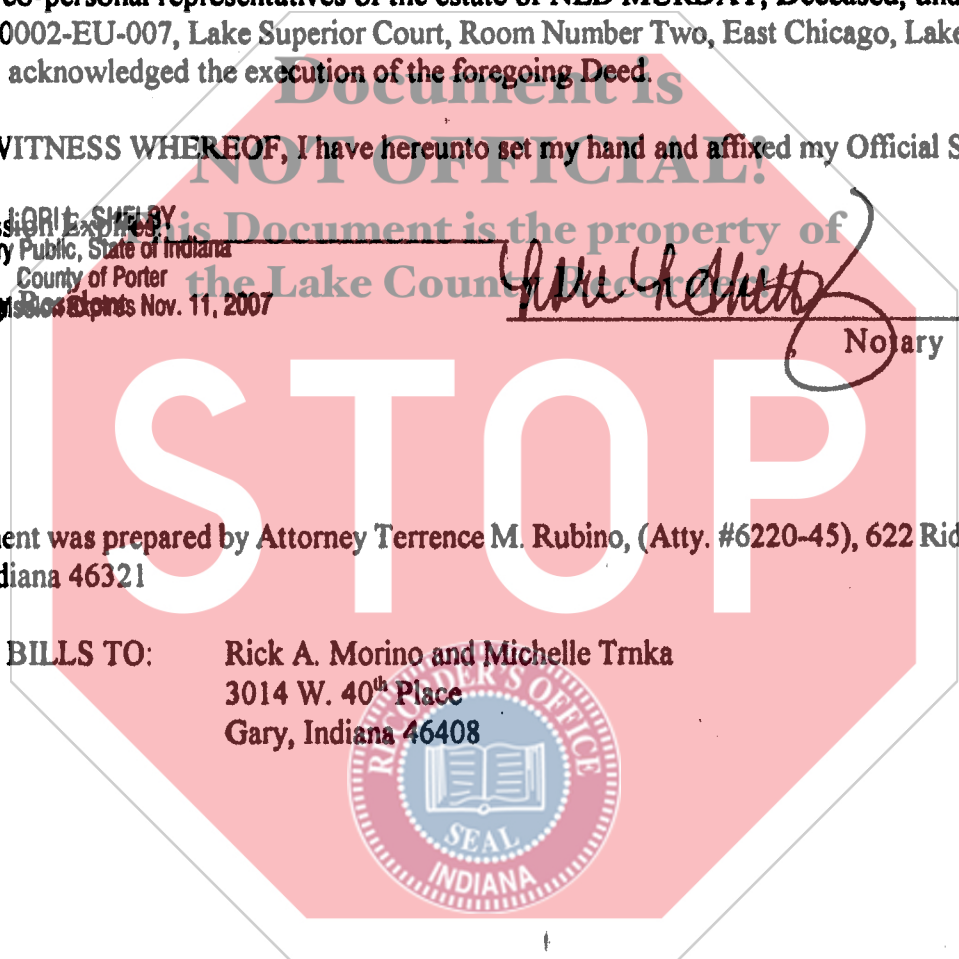 co-personal representatives of the estate of NED MURDAY, Deceased, and
0002-EU-007, Lake Superior Court, Room Number Two, East Chicago, Lake
acknowledged the execution of the foregoing Deed.
Document is
WITNESS WHEREOF, I have hereunto set my hand and affixed my Official S
NOT OFFICIAL!
LORI L. SHELBY
Expires:
This Document is the property of
ry Public, State of Indiana
County of Porter
the Lake County Recorder!
Expires Nov. 11, 2007
Notary
STOP
ent was prepared by Attorney Terrence M. Rubino, (Atty. #6220-45), 622 Rid
diana 46321
BILLS TO: Rick A. Morino and Michelle Trnka
3014 W. 40th Place
Gary, Indiana 46408
RECORDER'S OFFICE
SEAL
INDIANA